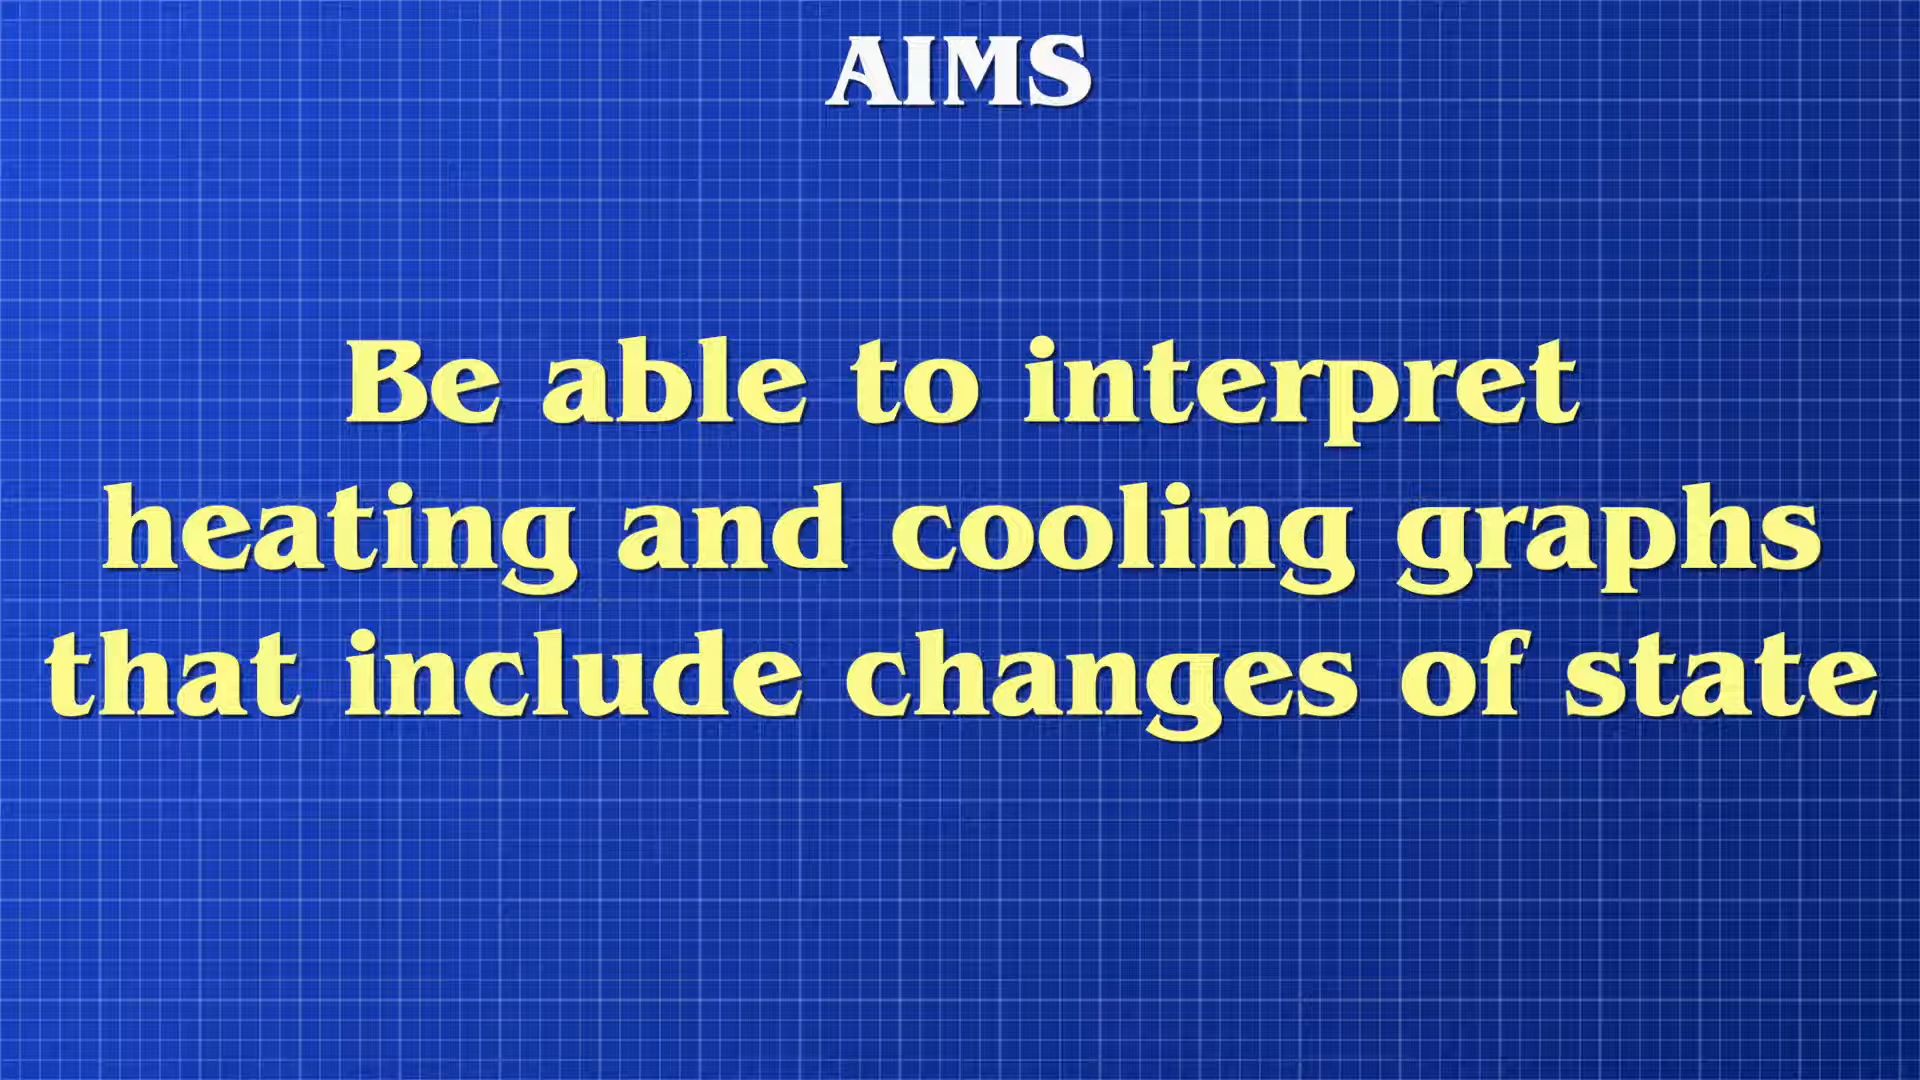 AIMS
Be able to interpret
heating and cooling graphs
that include changes of state